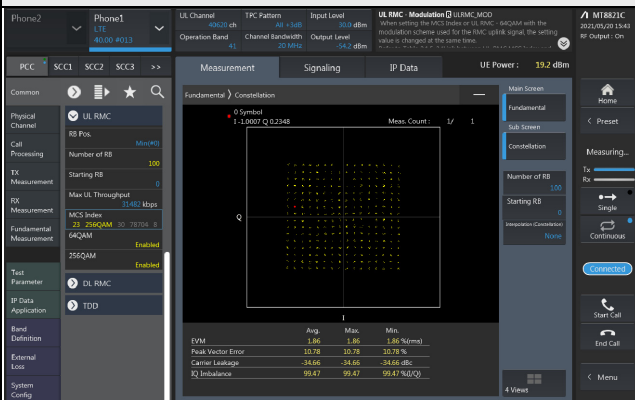 Phone2
Phone1
LTE
40.00 #013
UL Channel
40620 ch
TPC Pattern
All +3dB
Input Level
30.0 dBm
Operation Band
41
Channel Bandwidth
20 MHz
Output Level
-54.2 dBm
UL RMC - Modulation ULRMC_MOD
When setting the MCS Index or UL RMC - 64QAM with the
modulation scheme used for the RMC uplink signal, the setting
value is changed at the same time.
MT8821C
2021/05/20 15:43
RF Output : On
PCC
SCC1
SCC2
SCC3
>>
Measurement
Signaling
IP Data
UE Power : 19.2 dBm
Common
Physical
Channel
Call
Processing
TX
Measurement
RX
Measurement
Fundamental
Measurement
Test
Parameter
IP Data
Application
Band
Definition
External
Loss
System
Config
UL RMC
RB Pos.
Min(#0)
Number of RB
100
Starting RB
0
Max UL Throughput
31482 kbps
MCS Index
23 256QAM 30 78704 8
64QAM
Enabled
256QAM
Enabled
DL RMC
TDD
Fundamental ❭ Constellation
0 Symbol
I -1.0007 Q 0.2348
Meas. Count : 1/ 1
Q
I
Avg. Max. Min.
EVM 1.86 1.86 1.86 %(rms)
Peak Vector Error 10.78 10.78 10.78 %
Carrier Leakage -34.66 -34.66 -34.66 dBc
IQ Imbalance 99.47 99.47 99.47 %(I/Q)
Main Screen
Fundamental
Sub Screen
Constellation
Number of RB
100
Starting RB
0
Interpolation (Constellation)
None
4 Views
Home
< Preset
Measuring...
Tx
Rx
Single
Continuous
Connected
Start Call
End Call
< Menu